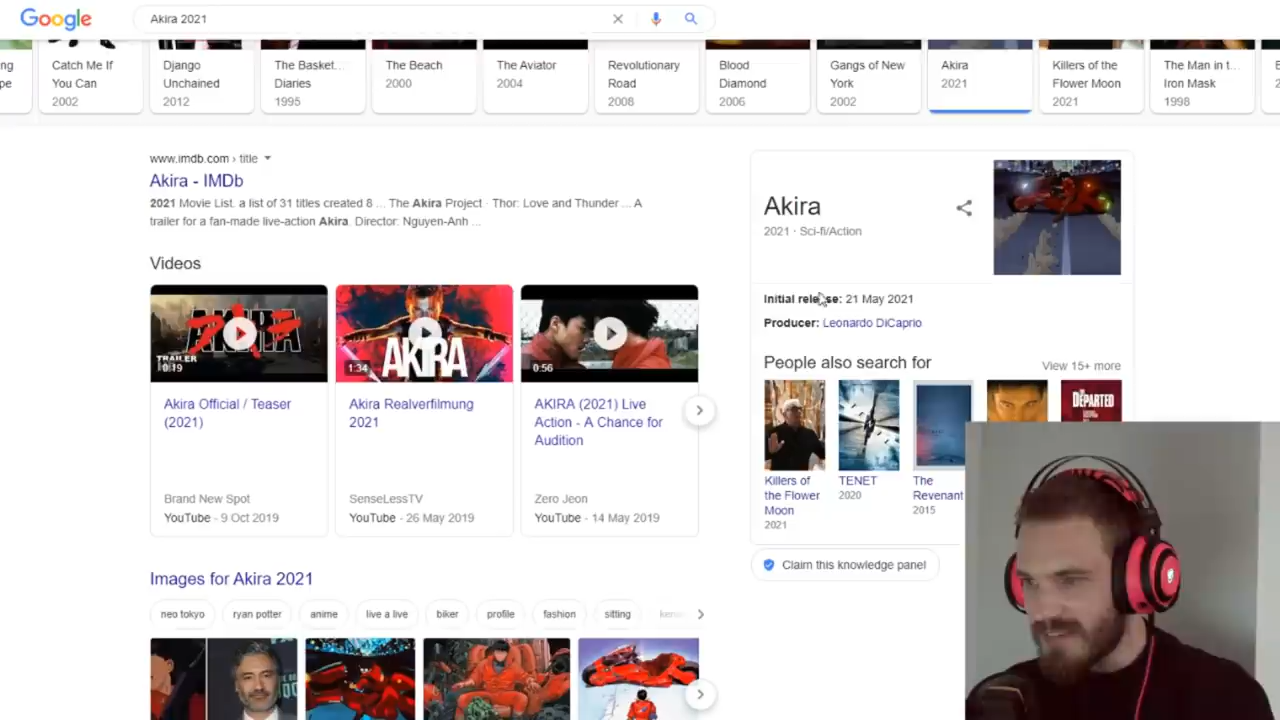 Google
Akira 2021
ng
pe
Catch Me If
You Can
2002
Django
Unchained
2012
The Basket...
Diaries
1995
The Beach
2000
The Aviator
2004
Revolutionary
Road
2008
Blood
Diamond
2006
Gangs of New
York
2002
Akira
2021
Killers of the
Flower Moon
2021
The Man in t...
Iron Mask
1998
www.imdb.com › title
Akira - IMDb
2021 Movie List. a list of 31 titles created 8 ... The Akira Project · Thor: Love and Thunder ... A
trailer for a fan-made live-action Akira. Director: Nguyen-Anh ...
Videos
AKIRA
TRAILER
0:19
Akira Official / Teaser
(2021)
Brand New Spot
YouTube - 9 Oct 2019
AKIRA
1:34
Akira Realverfilmung
2021
SenseLessTV
YouTube - 26 May 2019
0:56
AKIRA (2021) Live
Action - A Chance for
Audition
Zero Jeon
YouTube - 14 May 2019
Images for Akira 2021
neo tokyo
ryan potter
anime
live a live
biker
profile
fashion
sitting
Akira
2021 · Sci-fi/Action
Initial release: 21 May 2021
Producer: Leonardo DiCaprio
People also search for
View 15+ more
THE
DEPARTED
Killers of
the Flower
Moon
2021
TENET
2020
The
Revenant
2015
Claim this knowledge panel